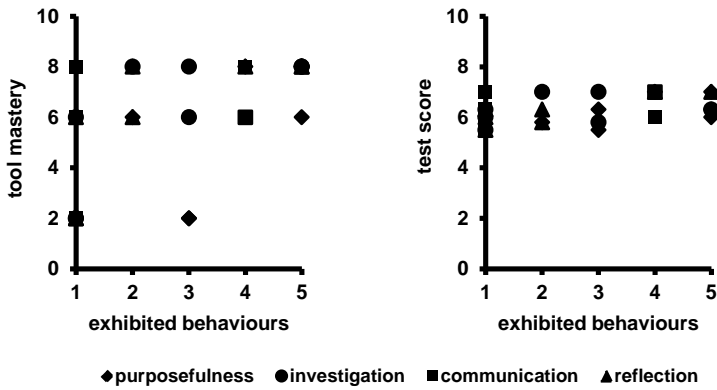 10
8
6
4
2
0
tool mastery
1 2 3 4 5
exhibited behaviours
10
8
6
4
2
0
test score
1 2 3 4 5
exhibited behaviours
purposefulness investigation communication reflection